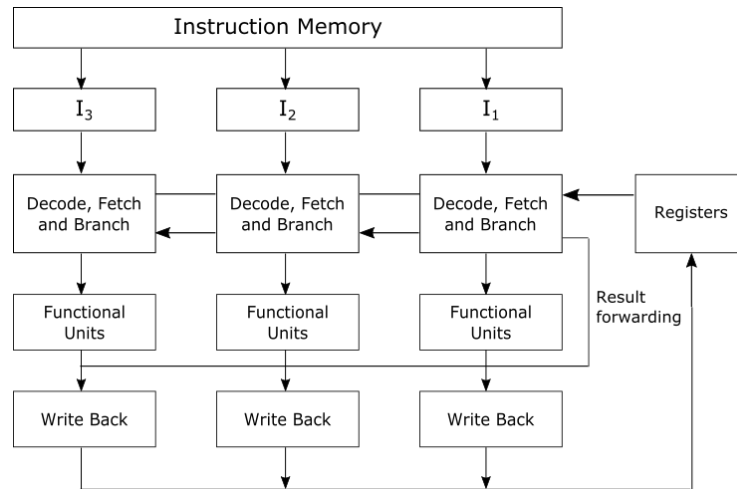 Instruction Memory
I₃
I₂
I₁
Decode, Fetch
and Branch
Decode, Fetch
and Branch
Decode, Fetch
and Branch
Registers
Functional
Units
Functional
Units
Functional
Units
Result
forwarding
Write Back
Write Back
Write Back